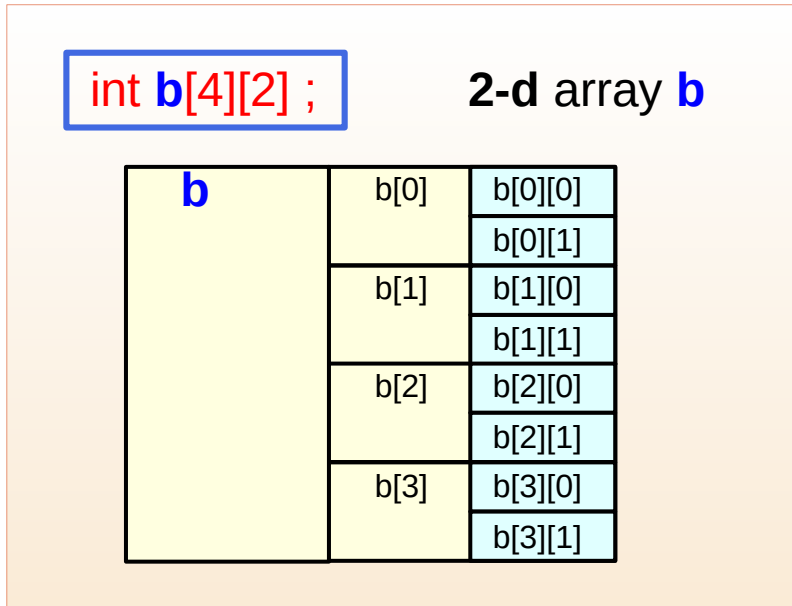 int b[4][2] ; 2-d array b
b b[0] b[0][0]
b[0][1]
b[1] b[1][0]
b[1][1]
b[2] b[2][0]
b[2][1]
b[3] b[3][0]
b[3][1]